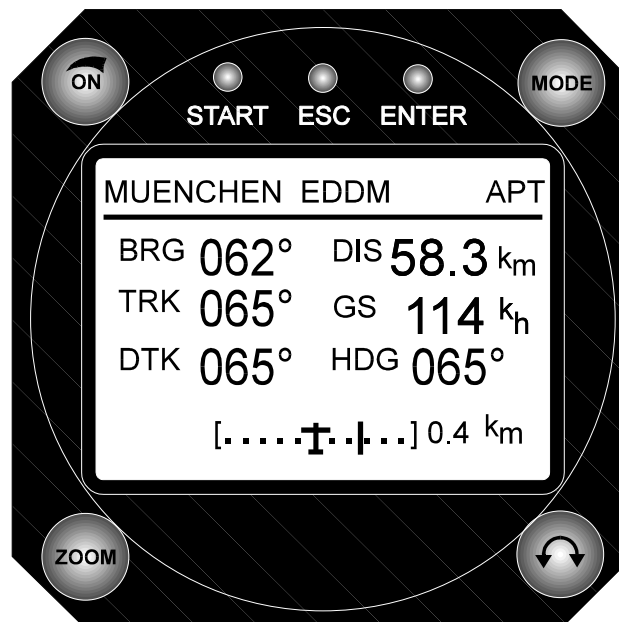 ON
MODE
START ESC ENTER
MUENCHEN EDDM APT
BRG 062° DIS 58.3 km
TRK 065° GS 114 kh
DTK 065° HDG 065°
[.....‡..|...] 0.4 km
ZOOM